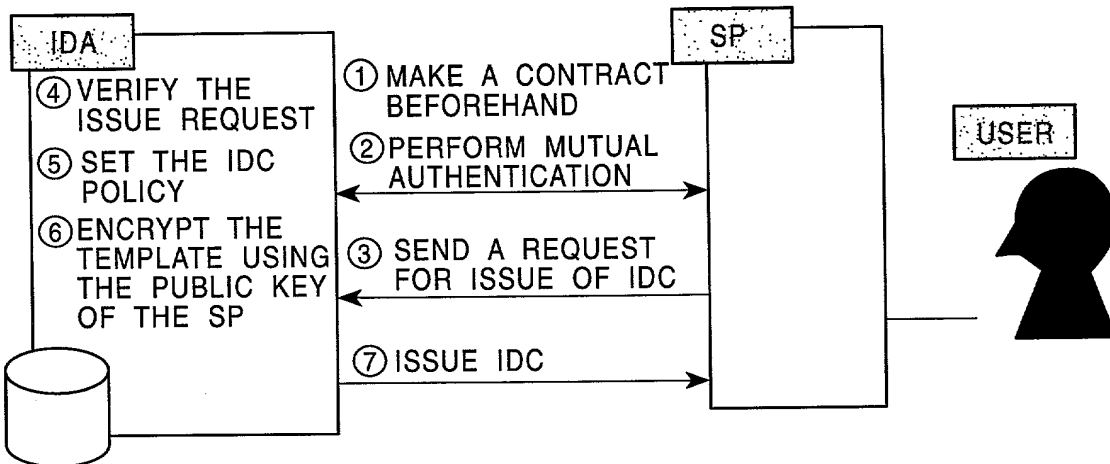 IDA
④ VERIFY THE
ISSUE REQUEST
⑤ SET THE IDC
POLICY
⑥ ENCRYPT THE
TEMPLATE USING
THE PUBLIC KEY
OF THE SP
① MAKE A CONTRACT
BEFOREHAND
② PERFORM MUTUAL
AUTHENTICATION
③ SEND A REQUEST
FOR ISSUE OF IDC
⑦ ISSUE IDC
SP
USER